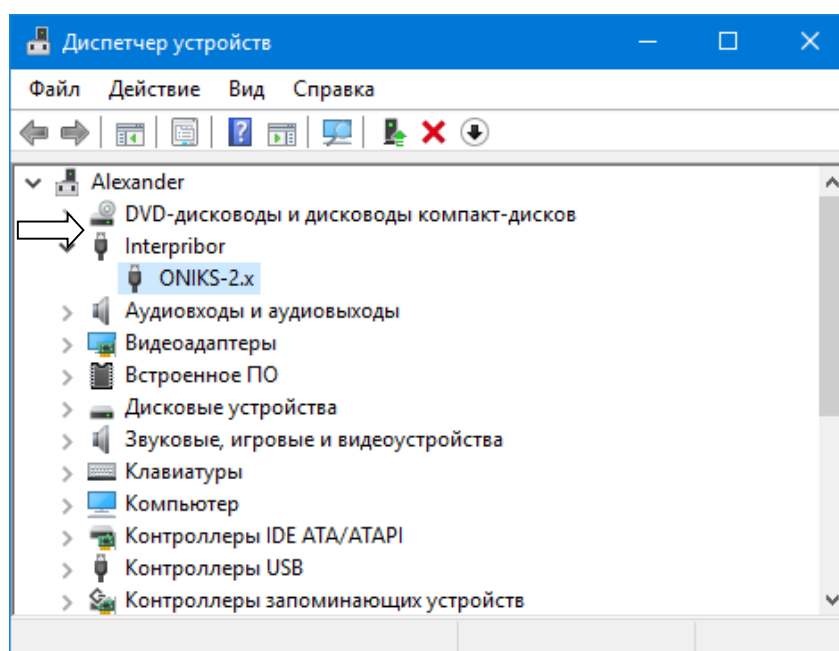 Диспетчер устройств
Файл Действие Вид Справка
Alexander
DVD-дисководы и дисководы компакт-дисков
Interpribor
ONIKS-2.x
Аудиовходы и аудиовыходы
Видеоадаптеры
Встроенное ПО
Дисковые устройства
Звуковые, игровые и видеоустройства
Клавиатуры
Компьютер
Контроллеры IDE ATA/ATAPI
Контроллеры USB
Контроллеры запоминающих устройств